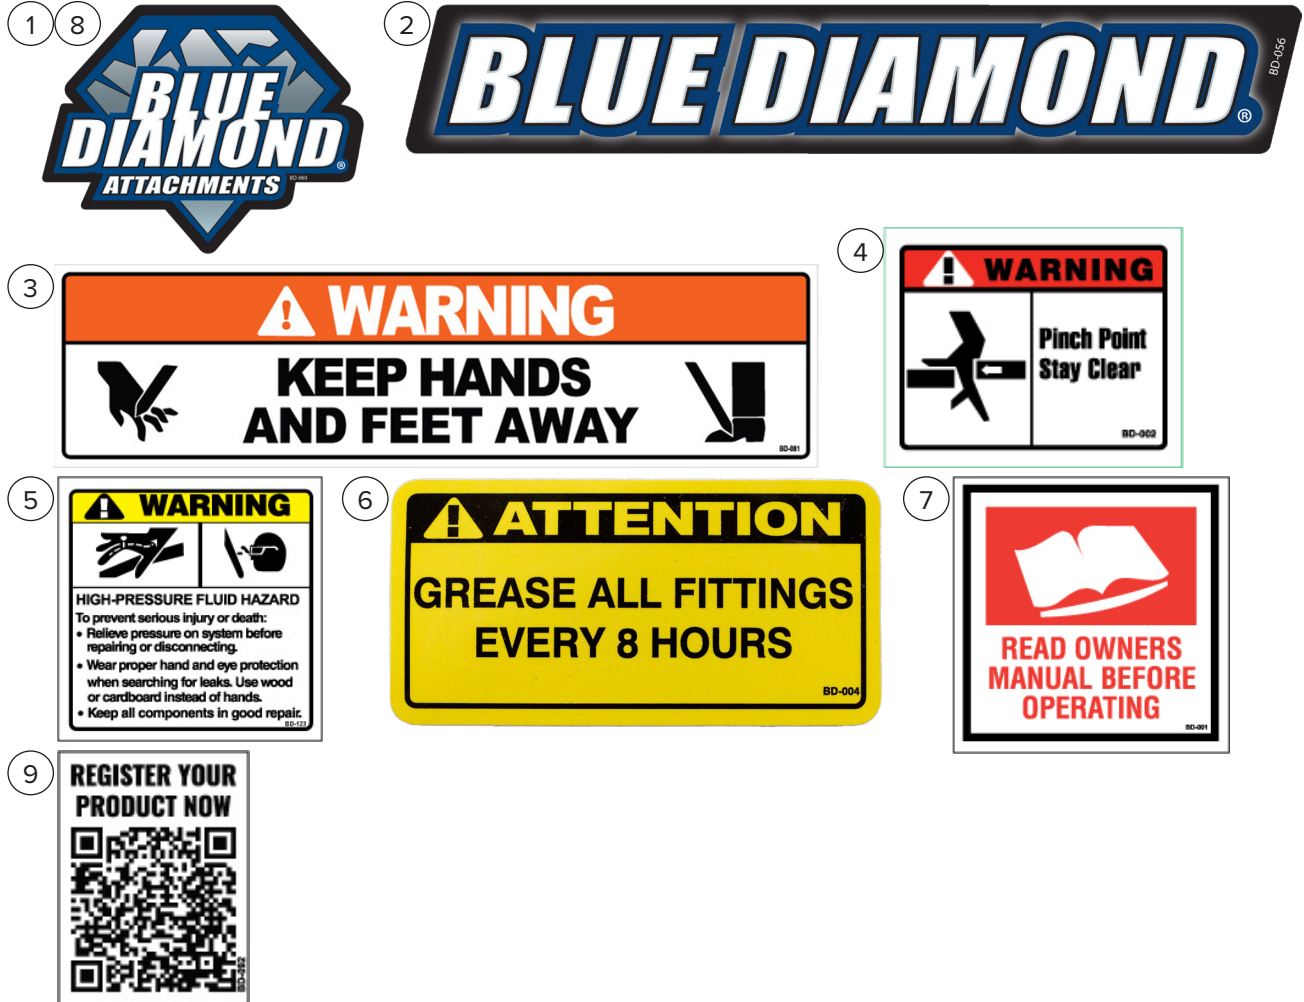 1 8
BLUE
DIAMOND®
ATTACHMENTS
BD-060
2
BLUE DIAMOND®
BD-056
3
WARNING
KEEP HANDS
AND FEET AWAY
BD-081
4
WARNING
Pinch Point
Stay Clear
BD-002
5
WARNING
HIGH-PRESSURE FLUID HAZARD
To prevent serious injury or death:
• Relieve pressure on system before
repairing or disconnecting.
• Wear proper hand and eye protection
when searching for leaks. Use wood
or cardboard instead of hands.
• Keep all components in good repair.
BD-123
6
ATTENTION
GREASE ALL FITTINGS
EVERY 8 HOURS
BD-004
7
READ OWNERS
MANUAL BEFORE
OPERATING
BD-001
9
REGISTER YOUR
PRODUCT NOW
BD-092